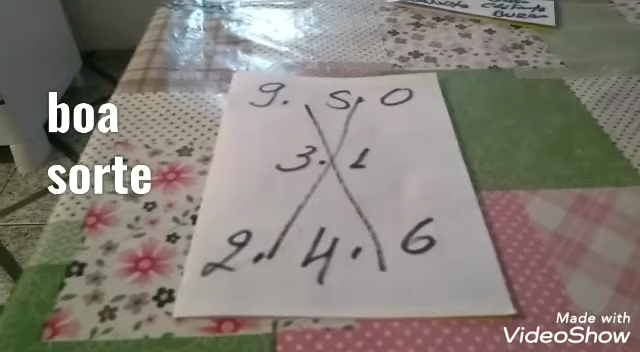 boa
sorte
9. 5. 0
3. 1
2. 4. 6
Made with
VideoShow